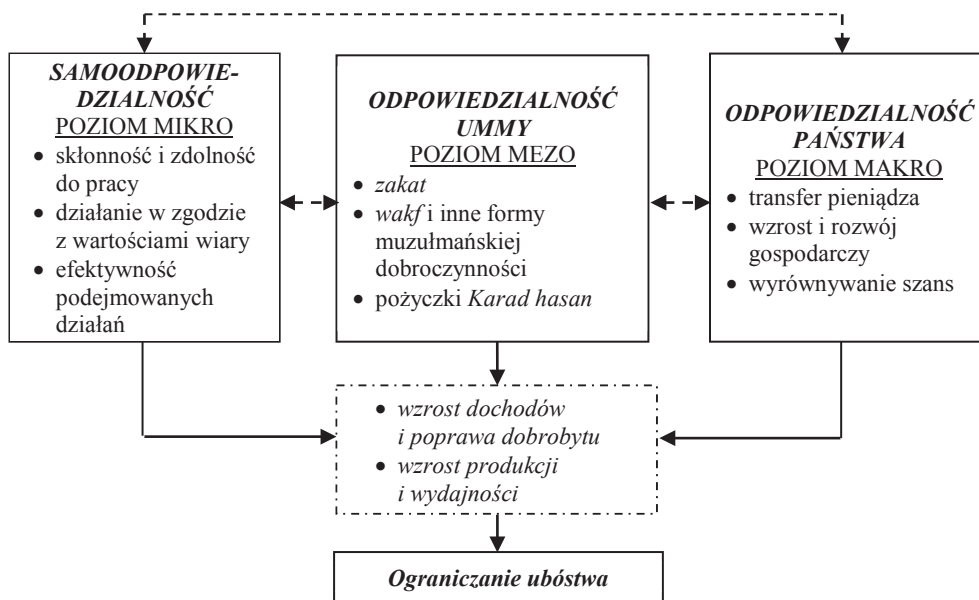 SAMOODPOWIE-
DZIALNOŚĆ
POZIOM MIKRO
• skłonność i zdolność
do pracy
• działanie w zgodzie
z wartościami wiary
• efektywność
podejmowanych
działań
ODPOWIEDZIALNOŚĆ
UMMY
POZIOM MEZO
• zakat
• wakf i inne formy
muzułmańskiej
dobroczynności
• pożyczki Karad hasan
ODPOWIEDZIALNOŚĆ
PAŃSTWA
POZIOM MAKRO
• transfer pieniądza
• wzrost i rozwój
gospodarczy
• wyrównywanie szans
• wzrost dochodów
i poprawa dobrobytu
• wzrost produkcji
i wydajności
Ograniczanie ubóstwa